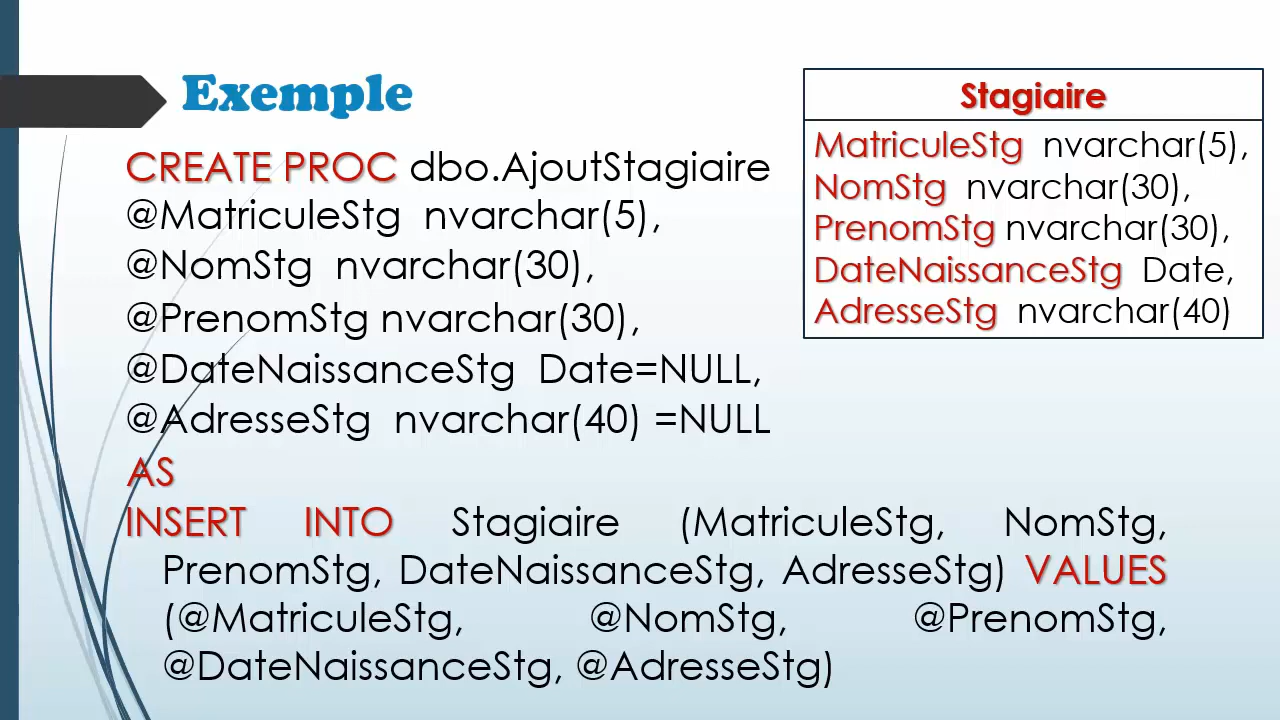 Exemple
CREATE PROC dbo.AjoutStagiaire
@MatriculeStg nvarchar(5),
@NomStg nvarchar(30),
@PrenomStg nvarchar(30),
@DateNaissanceStg Date=NULL,
@AdresseStg nvarchar(40) =NULL
AS
INSERT INTO Stagiaire (MatriculeStg, NomStg,
PrenomStg, DateNaissanceStg, AdresseStg) VALUES
(@MatriculeStg, @NomStg, @PrenomStg,
@DateNaissanceStg, @AdresseStg)
Stagiaire
MatriculeStg nvarchar(5),
NomStg nvarchar(30),
PrenomStg nvarchar(30),
DateNaissanceStg Date,
AdresseStg nvarchar(40)